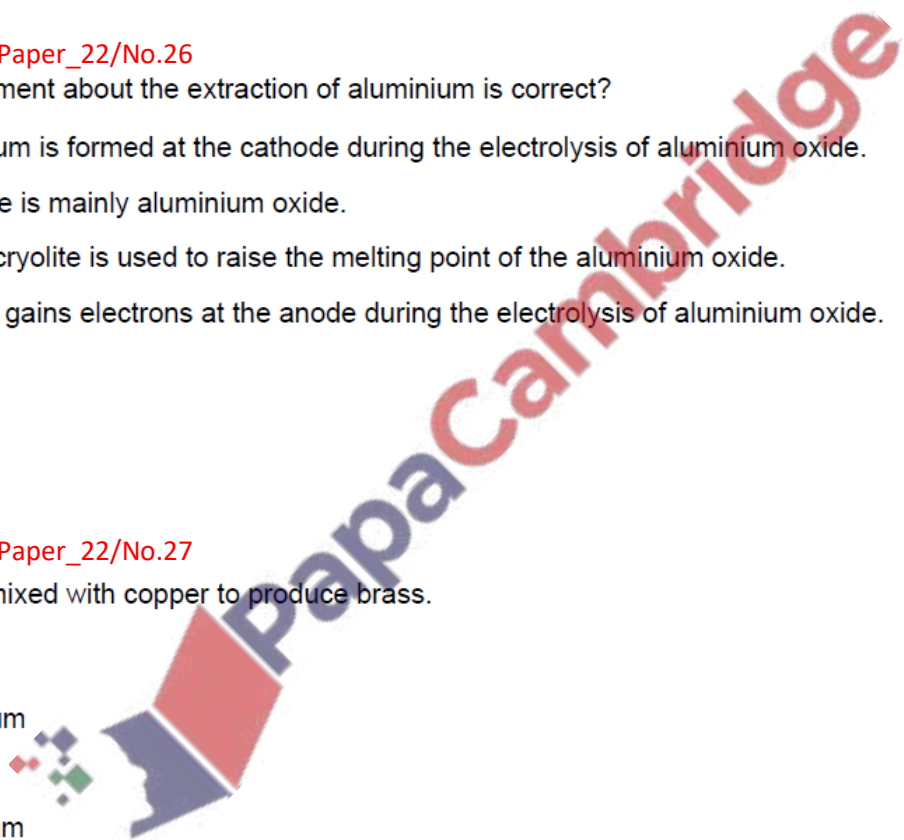 Paper_22/No.26
ment about the extraction of aluminium is correct?
um is formed at the cathode during the electrolysis of aluminium oxide.
e is mainly aluminium oxide.
cryolite is used to raise the melting point of the aluminium oxide.
gains electrons at the anode during the electrolysis of aluminium oxide.
PapaCambridge
Paper_22/No.27
nixed with copper to produce brass.
um
m